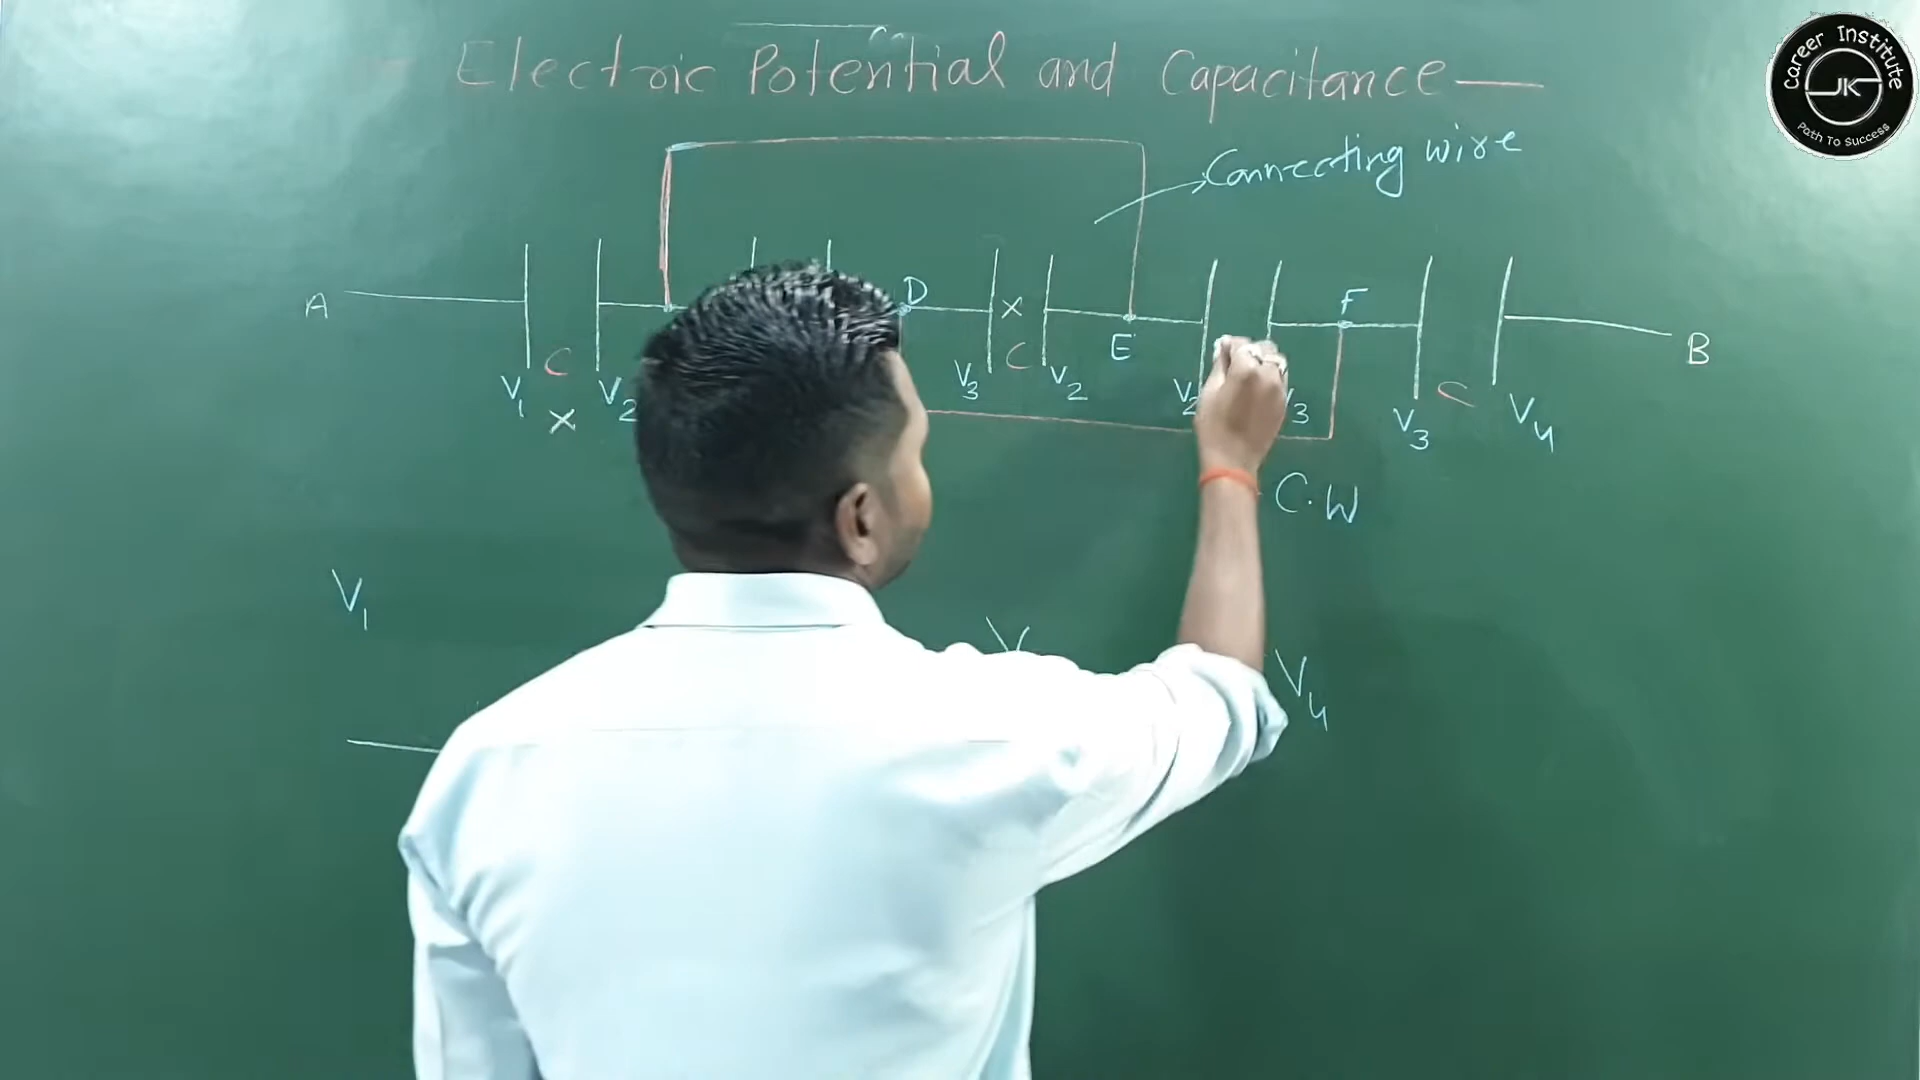 Electric Potential and Capacitance
Career Institute
JK
Path To Success
Connecting wire
A
D
X
E
F
B
C
C
C
V1
V2
V3
V2
V2
V3
V3
V4
X
C.W
V1
V
V4